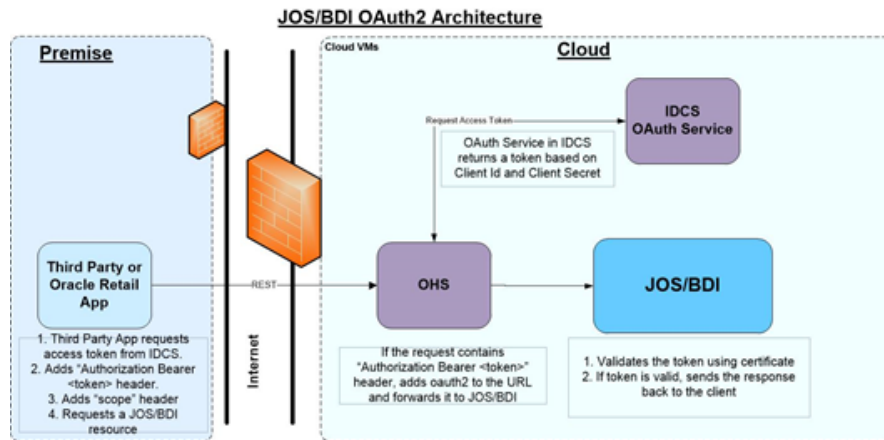 JOS/BDI OAuth2 Architecture
Premise
Cloud VMs
Cloud
IDCS
OAuth Service
Request Access Token
OAuth Service in IDCS
returns a token based on
Client Id and Client Secret
Third Party or
Oracle Retail
App
REST
OHS
JOS/BDI
1. Third Party App requests
access token from IDCS.
2. Adds “Authorization Bearer
<token> header.
3. Adds “scope” header
4. Requests a JOS/BDI
resource
Internet
If the request contains
“Authorization Bearer <token>”
header, adds oauth2 to the URL
and forwards it to JOS/BDI
1. Validates the token using certificate
2. If token is valid, sends the response
back to the client